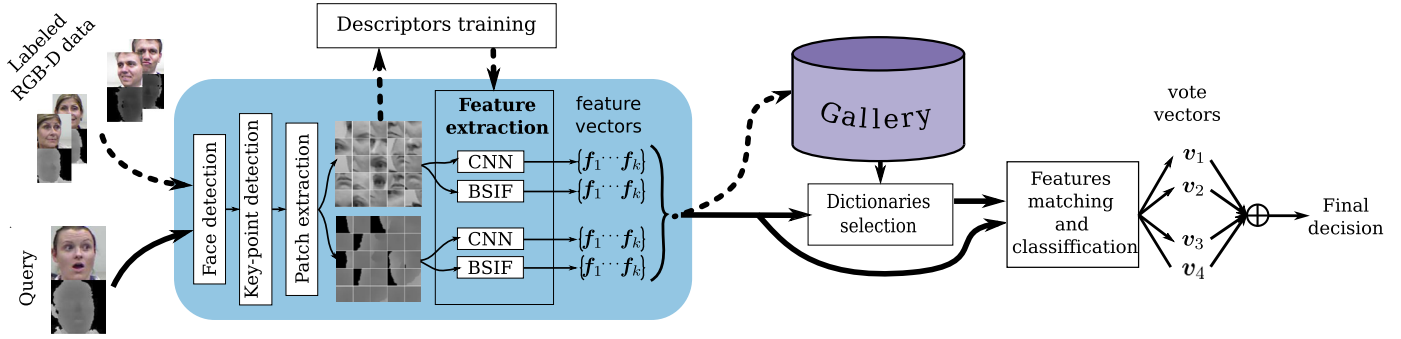 Labeled
RGB-D data
Query
Face detection
Key-point detection
Patch extraction
Descriptors training
Feature
extraction
CNN
BSIF
CNN
BSIF
feature
vectors
{f1···fk}
{f1···fk}
{f1···fk}
{f1···fk}
Gallery
Dictionaries
selection
Features
matching
and
classiffication
vote
vectors
v1
v2
v3
v4
Final
decision